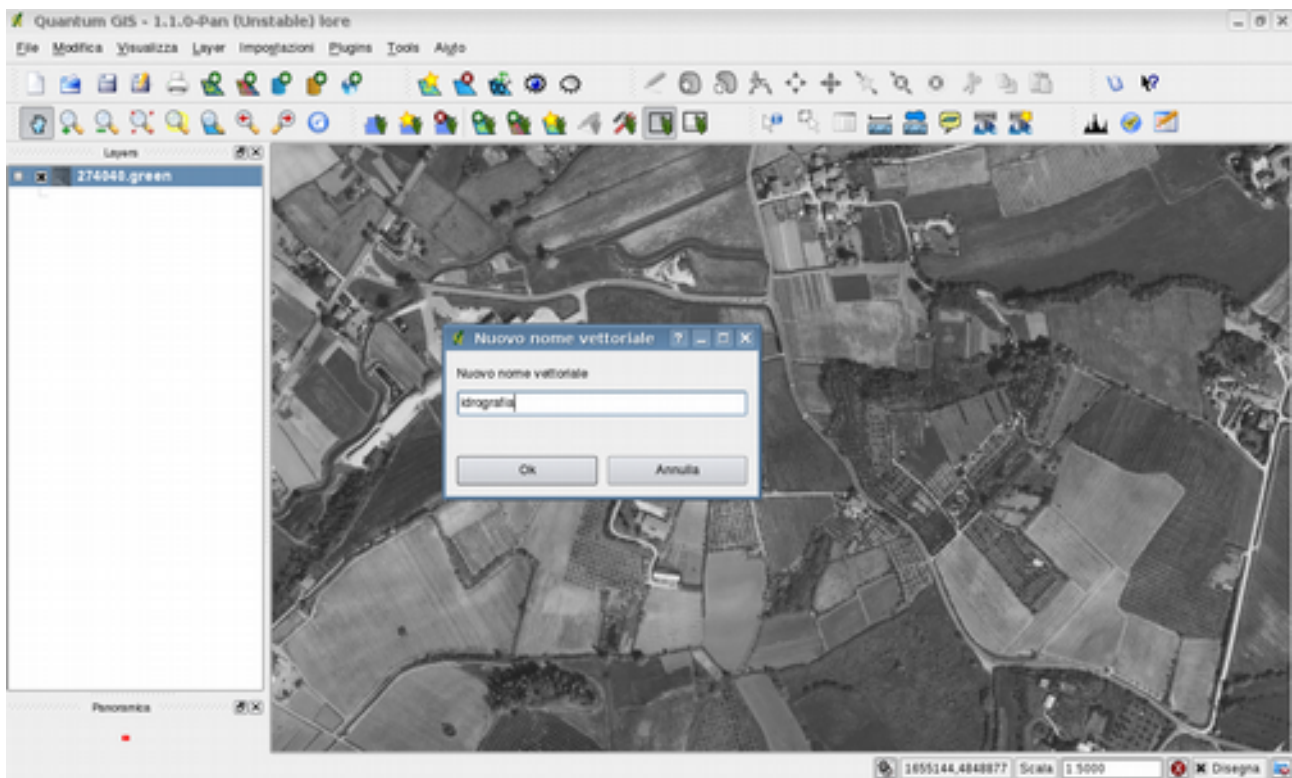 Quantum GIS - 1.1.0-Pan (Unstable) lore
File Modifica Visualizza Layer Impostazioni Plugins Tools Aiuto
Layers
274040.green
Nuovo nome vettoriale
Nuovo nome vettoriale
idrografia
Ok Annulla
Panoramica
1655144,4848877 Scala 1:5000 Disegna